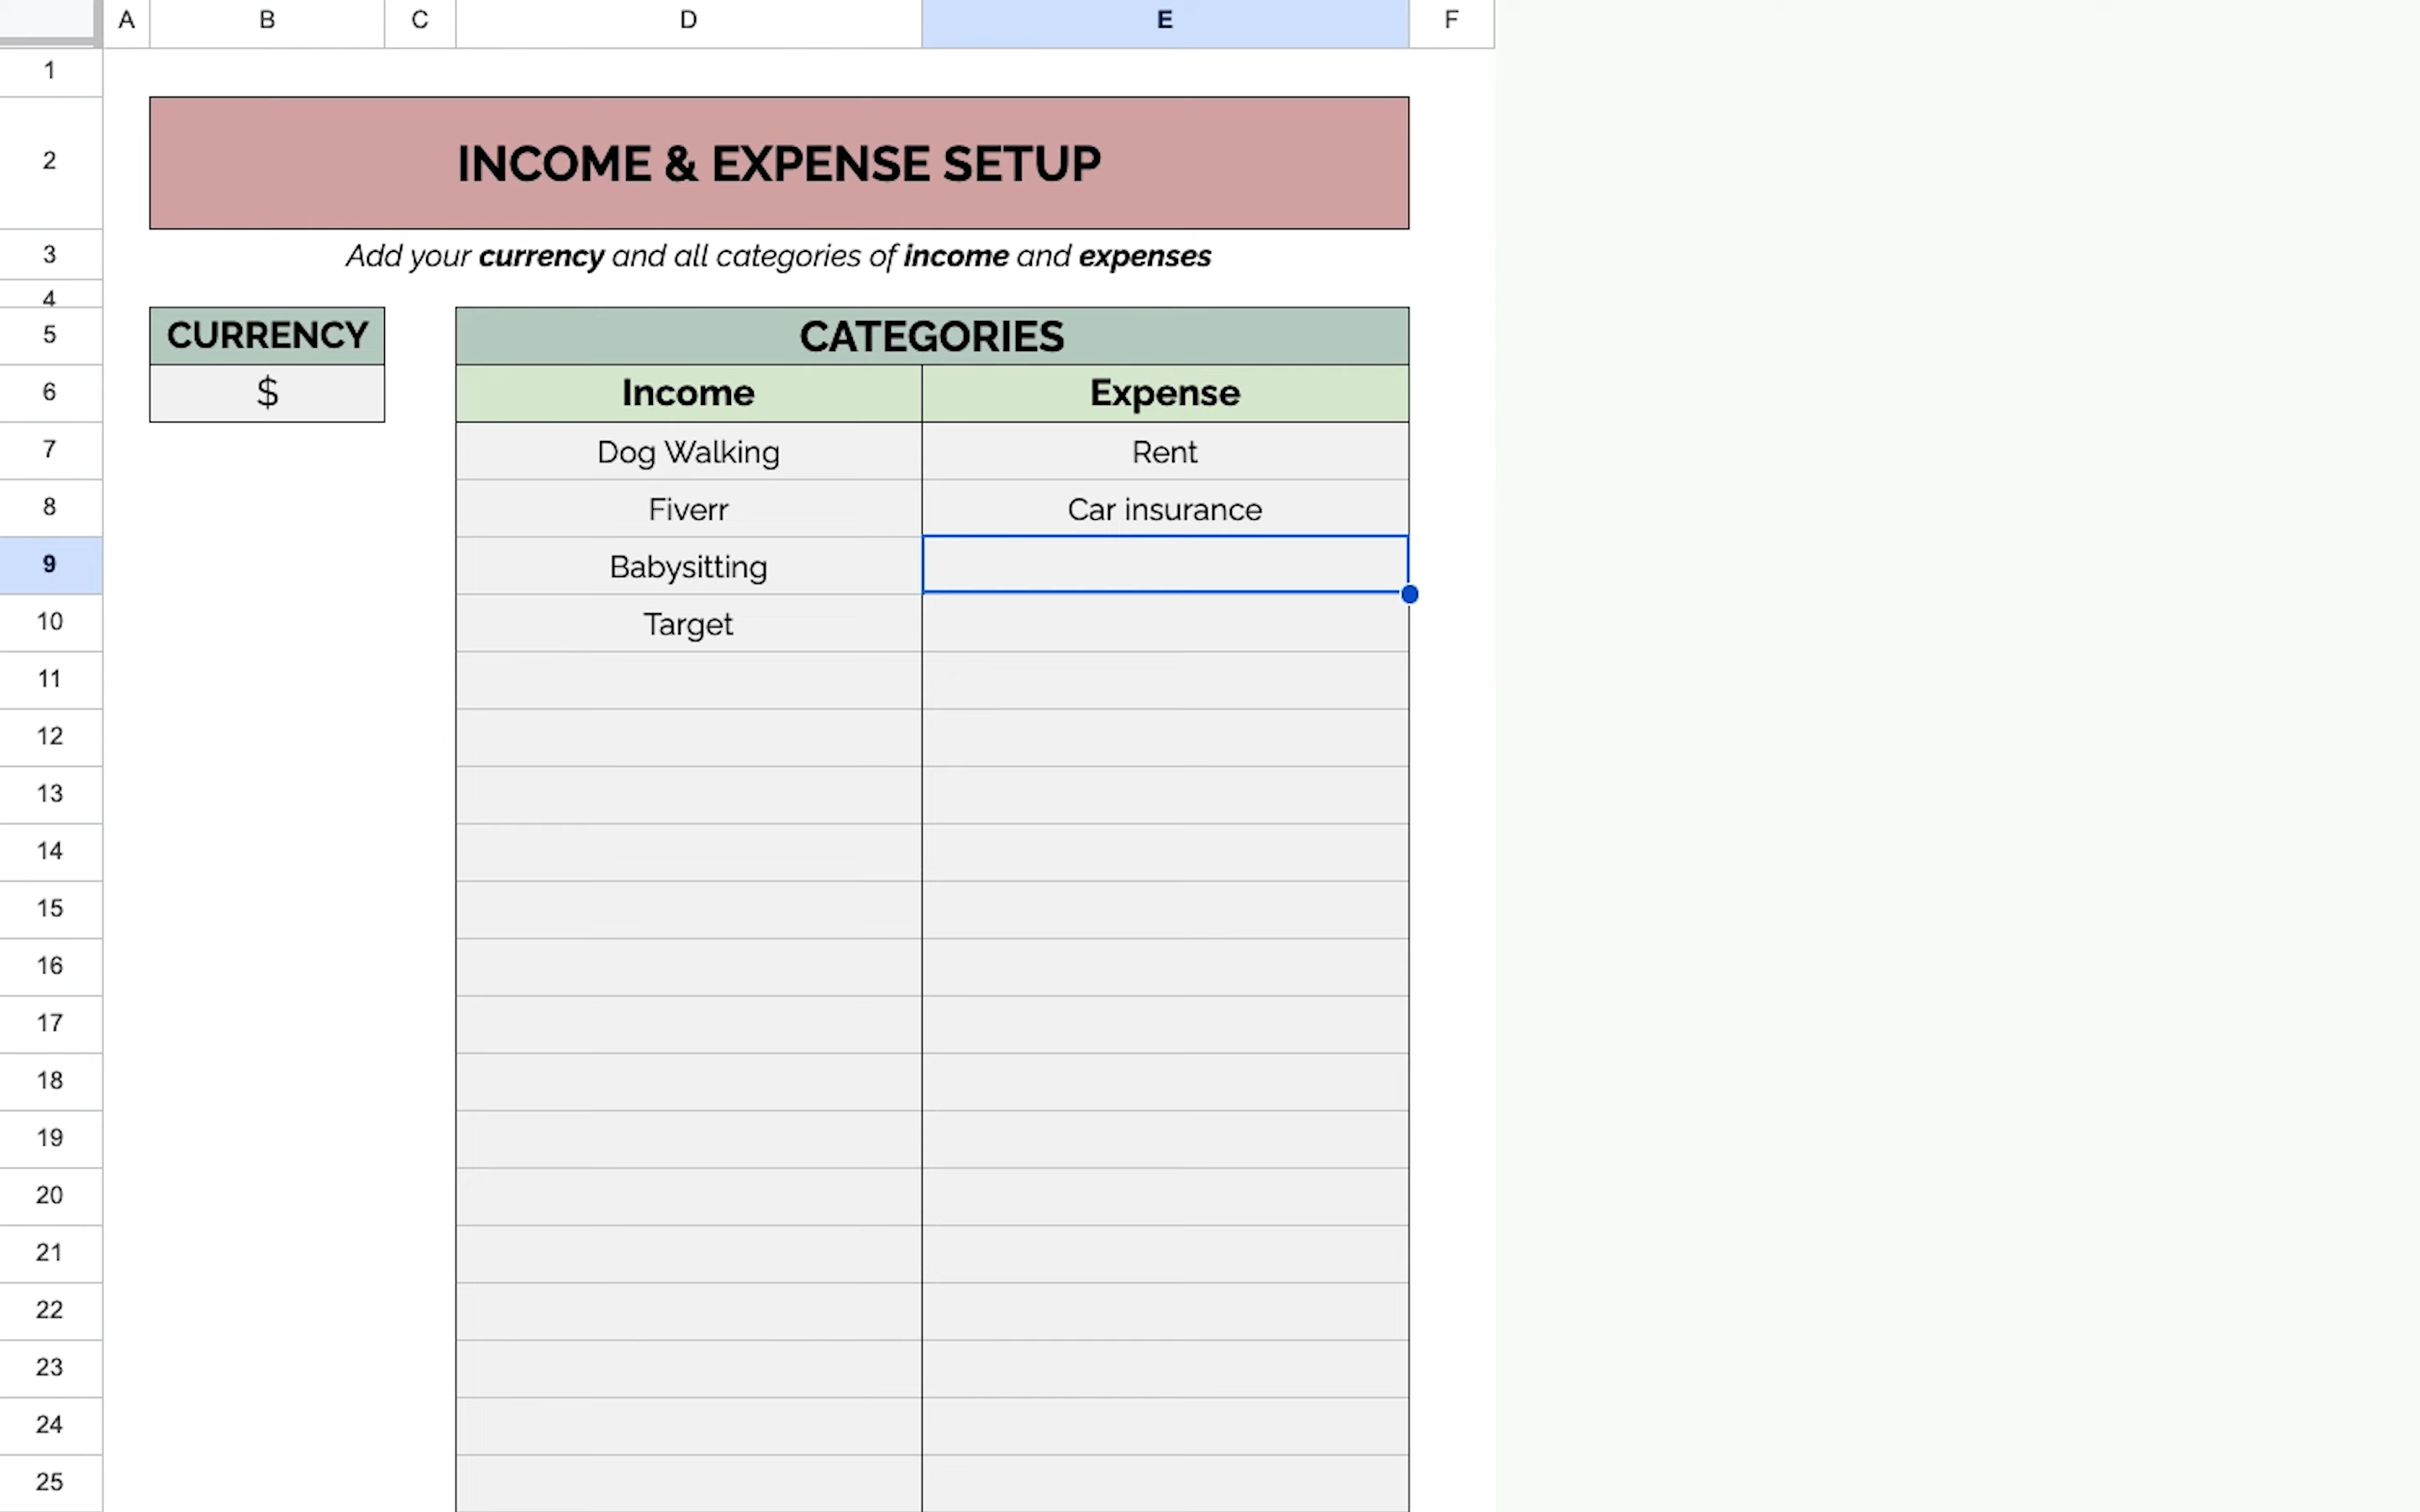 A B C D E F
1
2 INCOME & EXPENSE SETUP
3 Add your currency and all categories of income and expenses
4
5 CURRENCY CATEGORIES
6 $ Income Expense
7 Dog Walking Rent
8 Fiverr Car insurance
9 Babysitting
10 Target
11
12
13
14
15
16
17
18
19
20
21
22
23
24
25